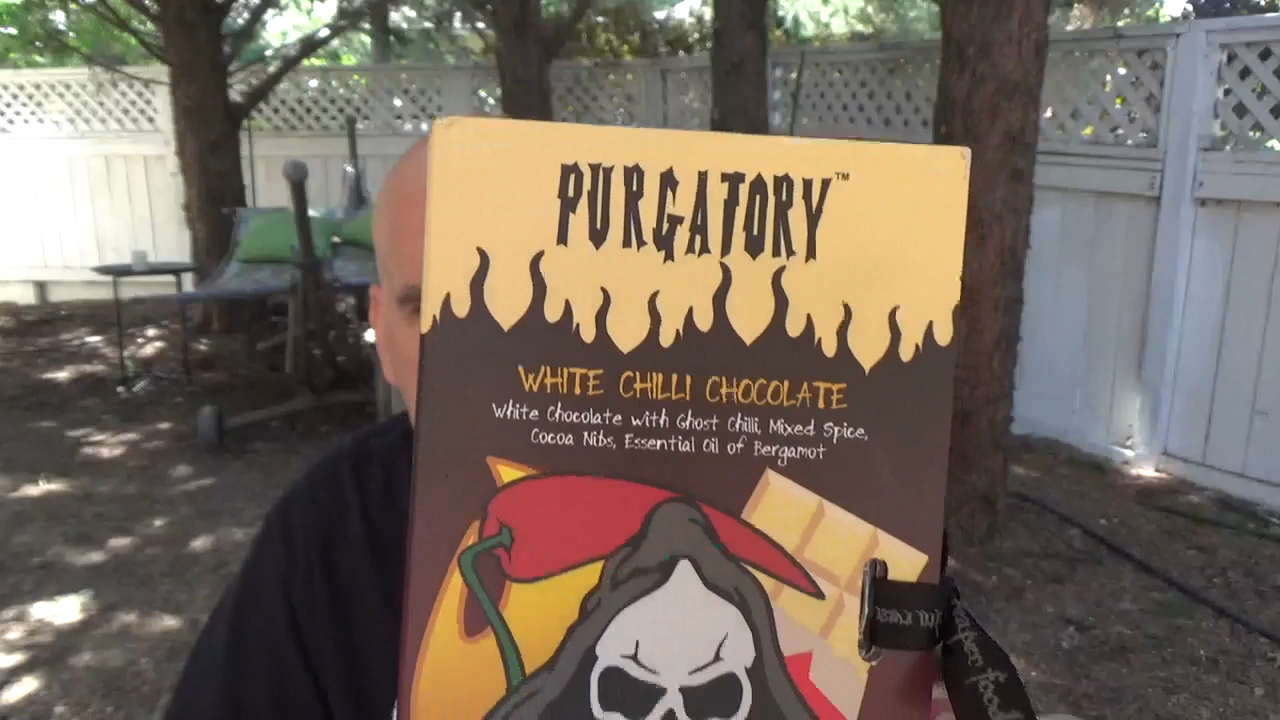 PURGATORY™
WHITE CHILLI CHOCOLATE
White Chocolate with Ghost Chilli, Mixed Spice,
Cocoa Nibs, Essential Oil of Bergamot